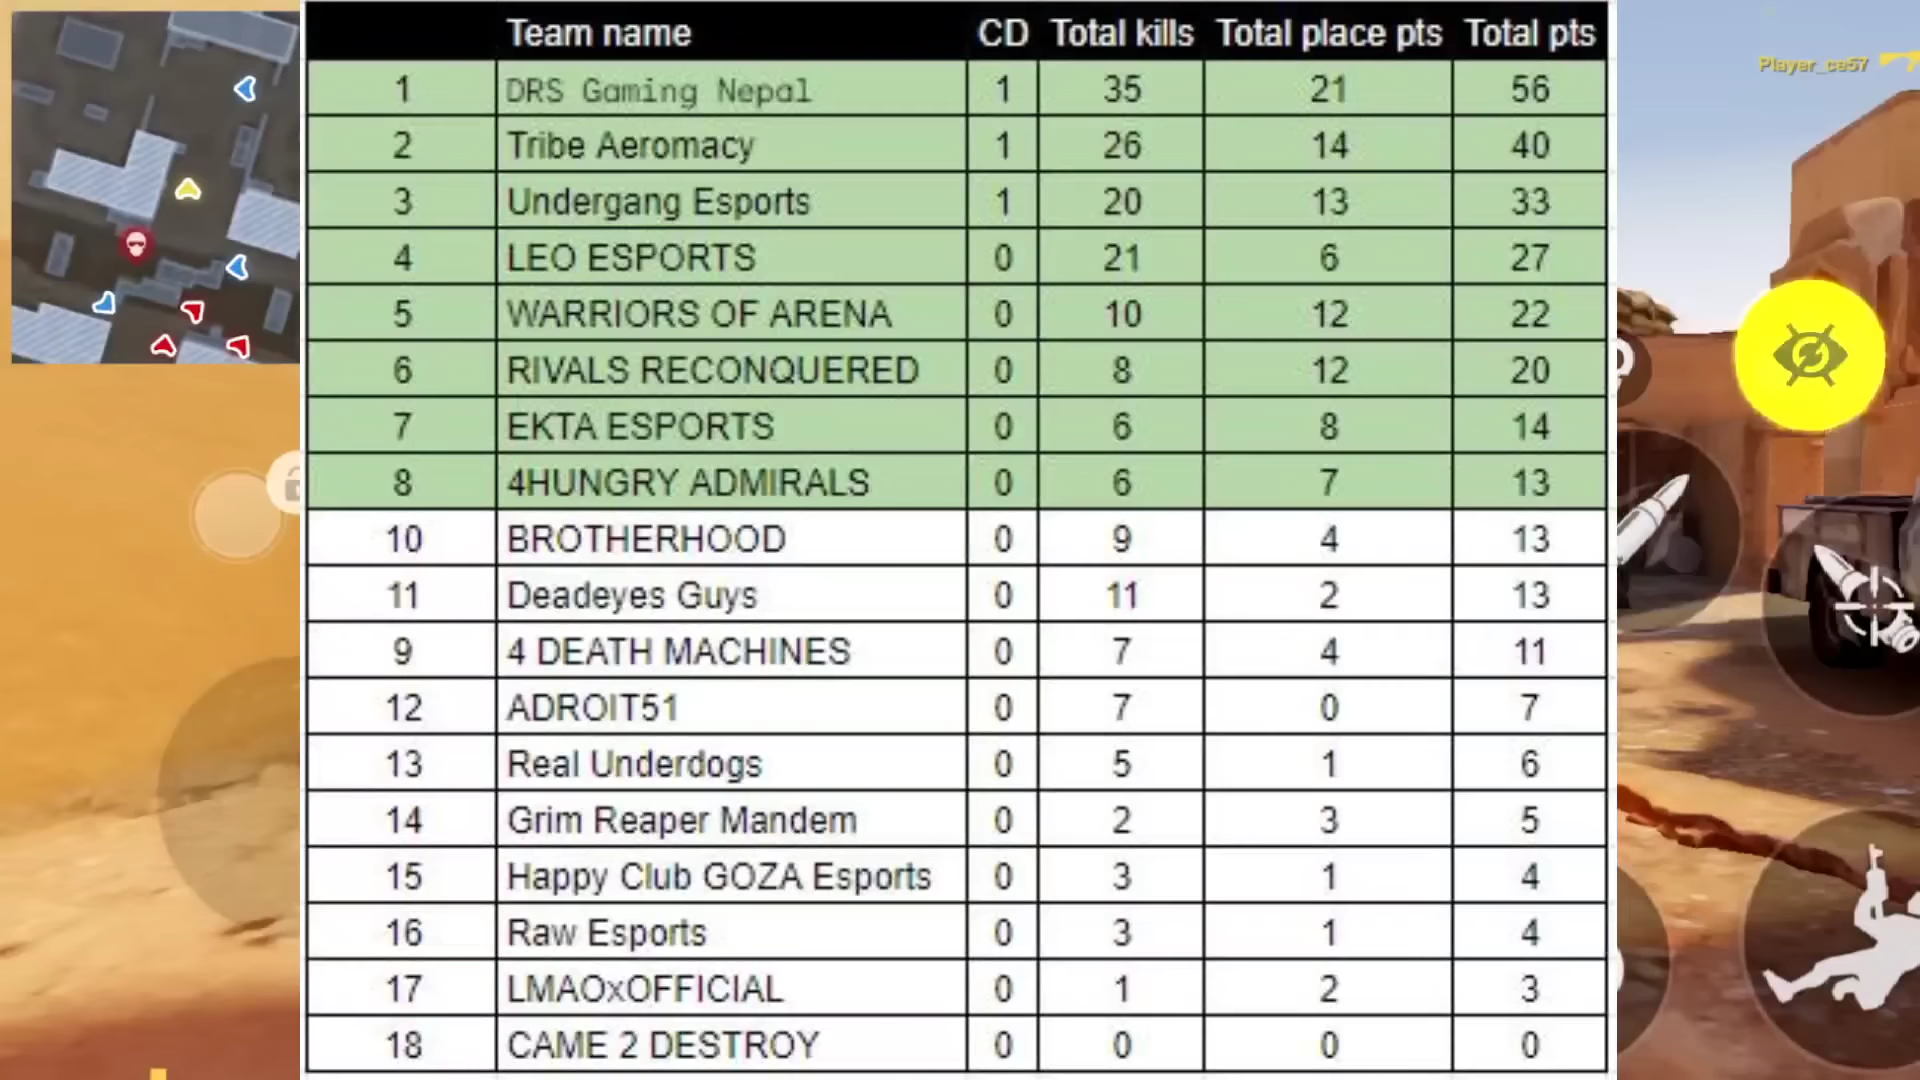 Team name CD Total kills Total place pts Total pts
1 DRS Gaming Nepal 1 35 21 56
2 Tribe Aeromacy 1 26 14 40
3 Undergang Esports 1 20 13 33
4 LEO ESPORTS 0 21 6 27
5 WARRIORS OF ARENA 0 10 12 22
6 RIVALS RECONQUERED 0 8 12 20
7 EKTA ESPORTS 0 6 8 14
8 4HUNGRY ADMIRALS 0 6 7 13
10 BROTHERHOOD 0 9 4 13
11 Deadeyes Guys 0 11 2 13
9 4 DEATH MACHINES 0 7 4 11
12 ADROIT51 0 7 0 7
13 Real Underdogs 0 5 1 6
14 Grim Reaper Mandem 0 2 3 5
15 Happy Club GOZA Esports 0 3 1 4
16 Raw Esports 0 3 1 4
17 LMAOxOFFICIAL 0 1 2 3
18 CAME 2 DESTROY 0 0 0 0
Player_ce57